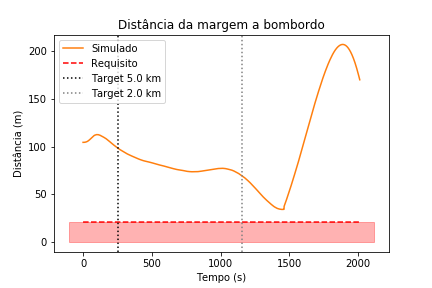 Distância da margem a bombordo
Simulado
Requisito
Target 5.0 km
Target 2.0 km
Distância (m)
200
150
100
50
0
0
500
1000
1500
2000
Tempo (s)